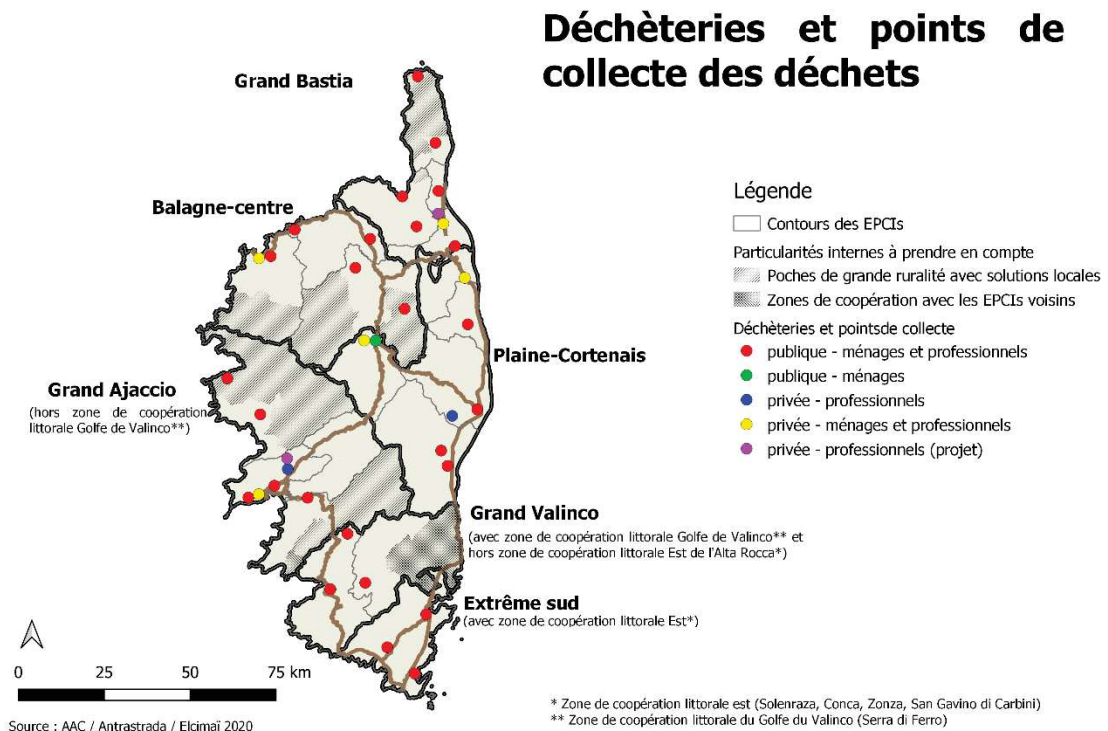 Déchèteries et points de
collecte des déchets
Grand Bastia
Balagne-centre
Légende
Contours des EPCIs
Particularités internes à prendre en compte
Poches de grande ruralité avec solutions locales
Zones de coopération avec les EPCIs voisins
Déchèteries et pointsde collecte
publique - ménages et professionnels
publique - ménages
privée - professionnels
privée - ménages et professionnels
privée - professionnels (projet)
Plaine-Cortenais
Grand Ajaccio
(hors zone de coopération
littorale Golfe de Valinco**)
Grand Valinco
(avec zone de coopération littorale Golfe de Valinco** et
hors zone de coopération littorale Est de l'Alta Rocca*)
Extrême sud
(avec zone de coopération littorale Est*)
0 25 50 75 km
* Zone de coopération littorale est (Solenraza, Conca, Zonza, San Gavino di Carbini)
** Zone de coopération littorale du Golfe du Valinco (Serra di Ferro)
Source : AAC / Antrastrada / Elcimaï 2020